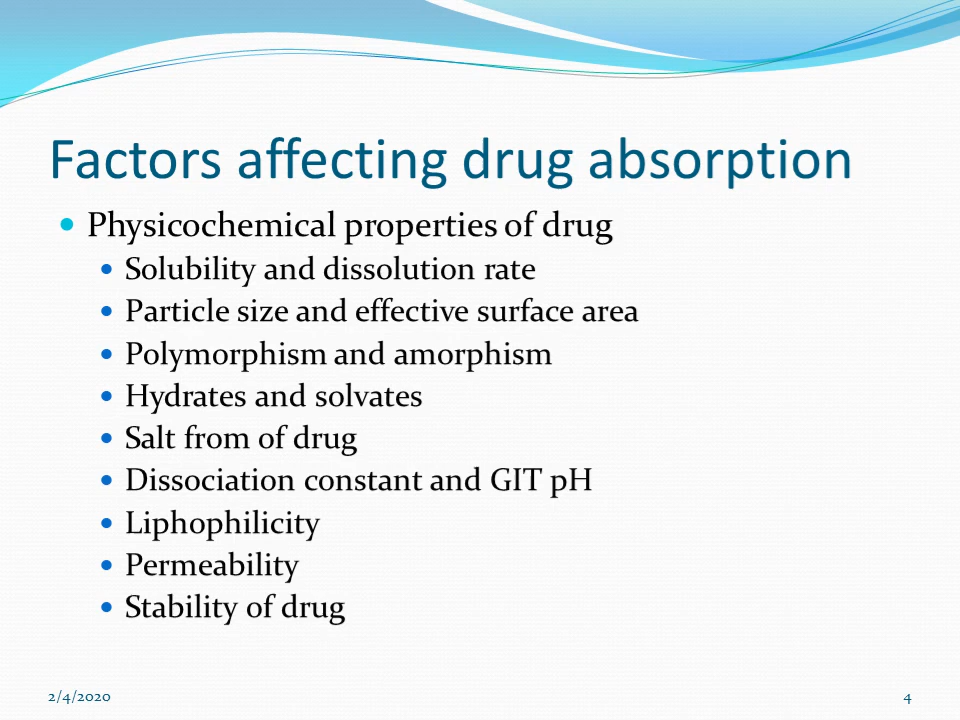 Factors affecting drug absorption
Physicochemical properties of drug
Solubility and dissolution rate
Particle size and effective surface area
Polymorphism and amorphism
Hydrates and solvates
Salt from of drug
Dissociation constant and GIT pH
Liphophilicity
Permeability
Stability of drug
2/4/2020
4